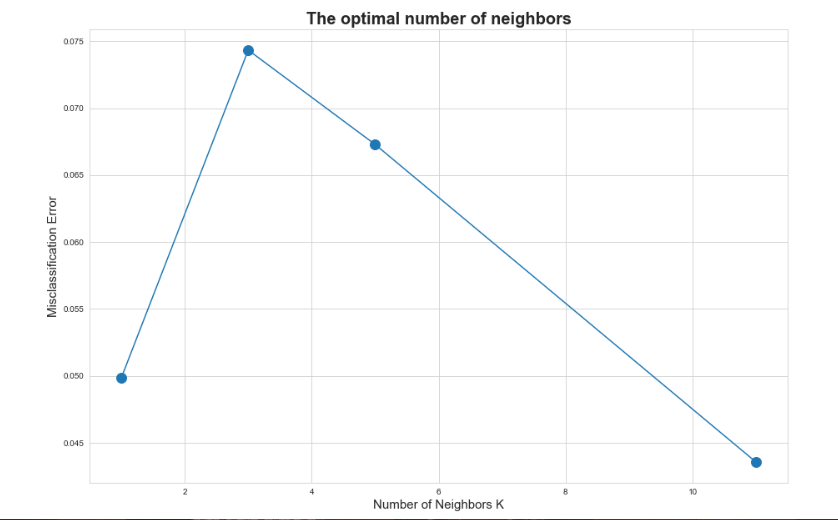 The optimal number of neighbors
0.075
0.070
0.065
0.060
0.055
0.050
0.045
Misclassification Error
2 4 6 8 10
Number of Neighbors K